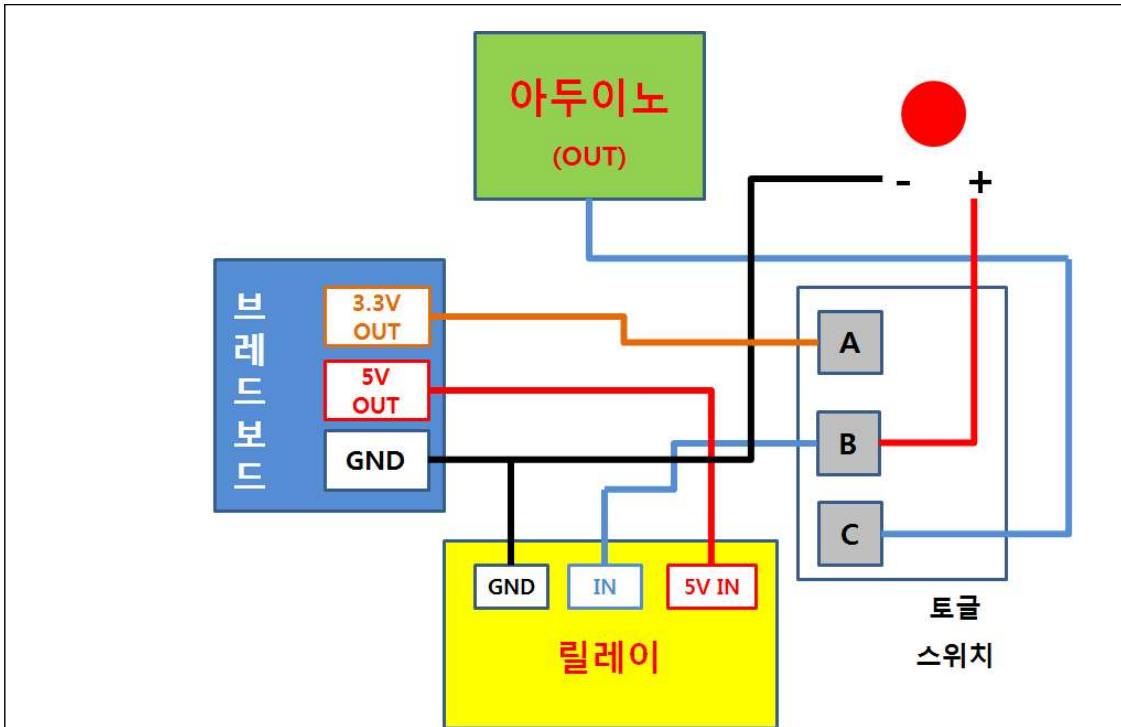 아두이노
(OUT)
- +
브레드보드
3.3V
OUT
5V
OUT
GND
A
B
C
GND
IN
5V IN
릴레이
토글
스위치